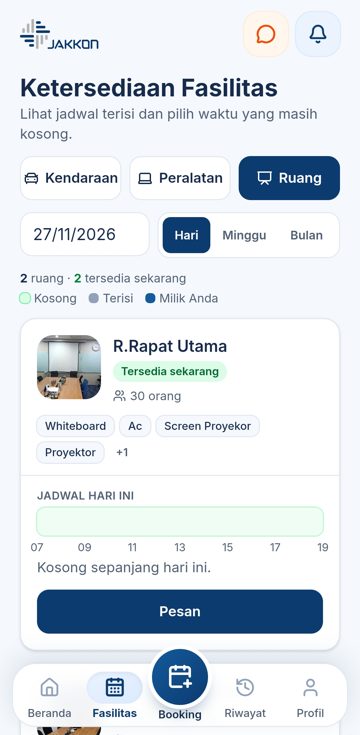 JAKKON
Ketersediaan Fasilitas
Lihat jadwal terisi dan pilih waktu yang masih
kosong.
Kendaraan Peralatan Ruang
27/11/2026 Hari Minggu Bulan
2 ruang · 2 tersedia sekarang
Kosong Terisi Milik Anda
R.Rapat Utama
Tersedia sekarang
30 orang
Whiteboard Ac Screen Proyekor
Proyektor +1
JADWAL HARI INI
07 09 11 13 15 17 19
Kosong sepanjang hari ini.
Pesan
Beranda Fasilitas Booking Riwayat Profil